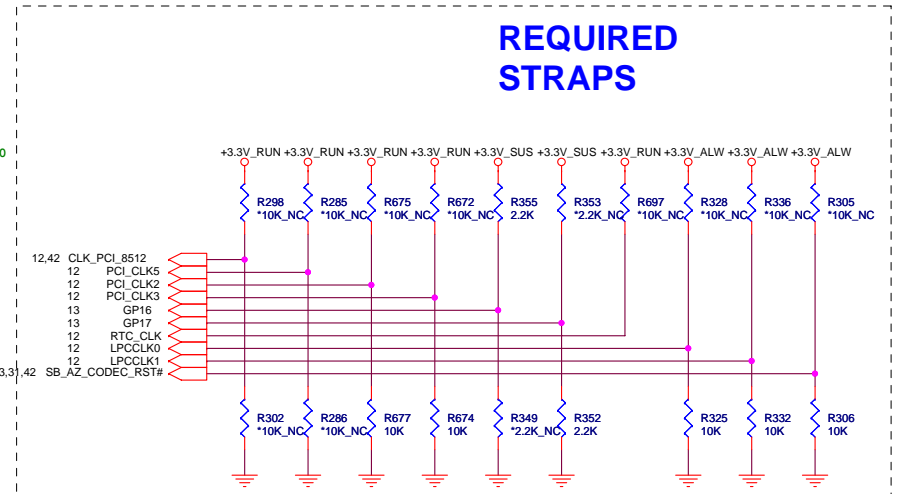 REQUIRED
STRAPS
0
+3.3V_RUN +3.3V_RUN +3.3V_RUN +3.3V_RUN +3.3V_SUS +3.3V_SUS +3.3V_RUN +3.3V_ALW +3.3V_ALW +3.3V_ALW
R298 R285 R675 R672 R355 R353 R697 R328 R336 R305
*10K_NC *10K_NC *10K_NC *10K_NC 2.2K *2.2K_NC *10K_NC *10K_NC *10K_NC *10K_NC
12,42 CLK_PCI_8512
12 PCI_CLK5
12 PCI_CLK2
12 PCI_CLK3
13 GP16
13 GP17
12 RTC_CLK
12 LPCCLK0
12 LPCCLK1
3,31,42 SB_AZ_CODEC_RST#
R302 R286 R677 R674 R349 R352 R325 R332 R306
*10K_NC *10K_NC 10K 10K *2.2K_NC 2.2K 10K 10K 10K